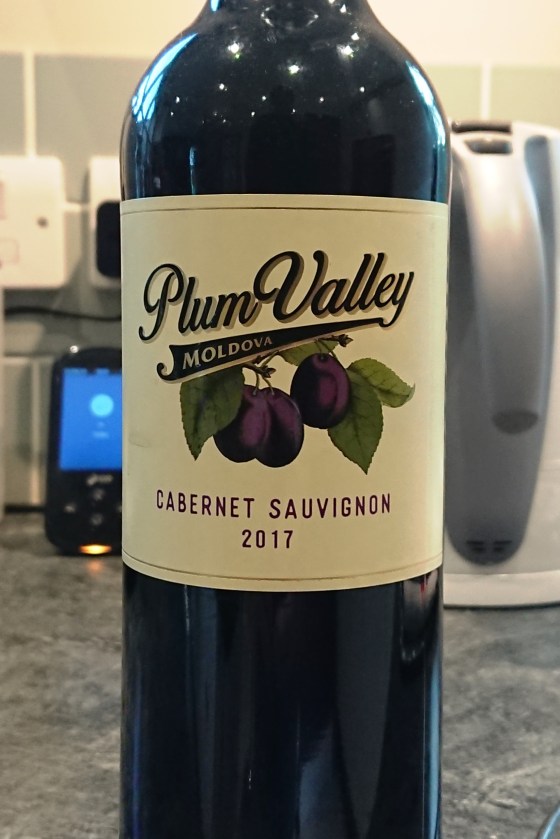 Plum Valley
MOLDOVA
CABERNET SAUVIGNON
2017